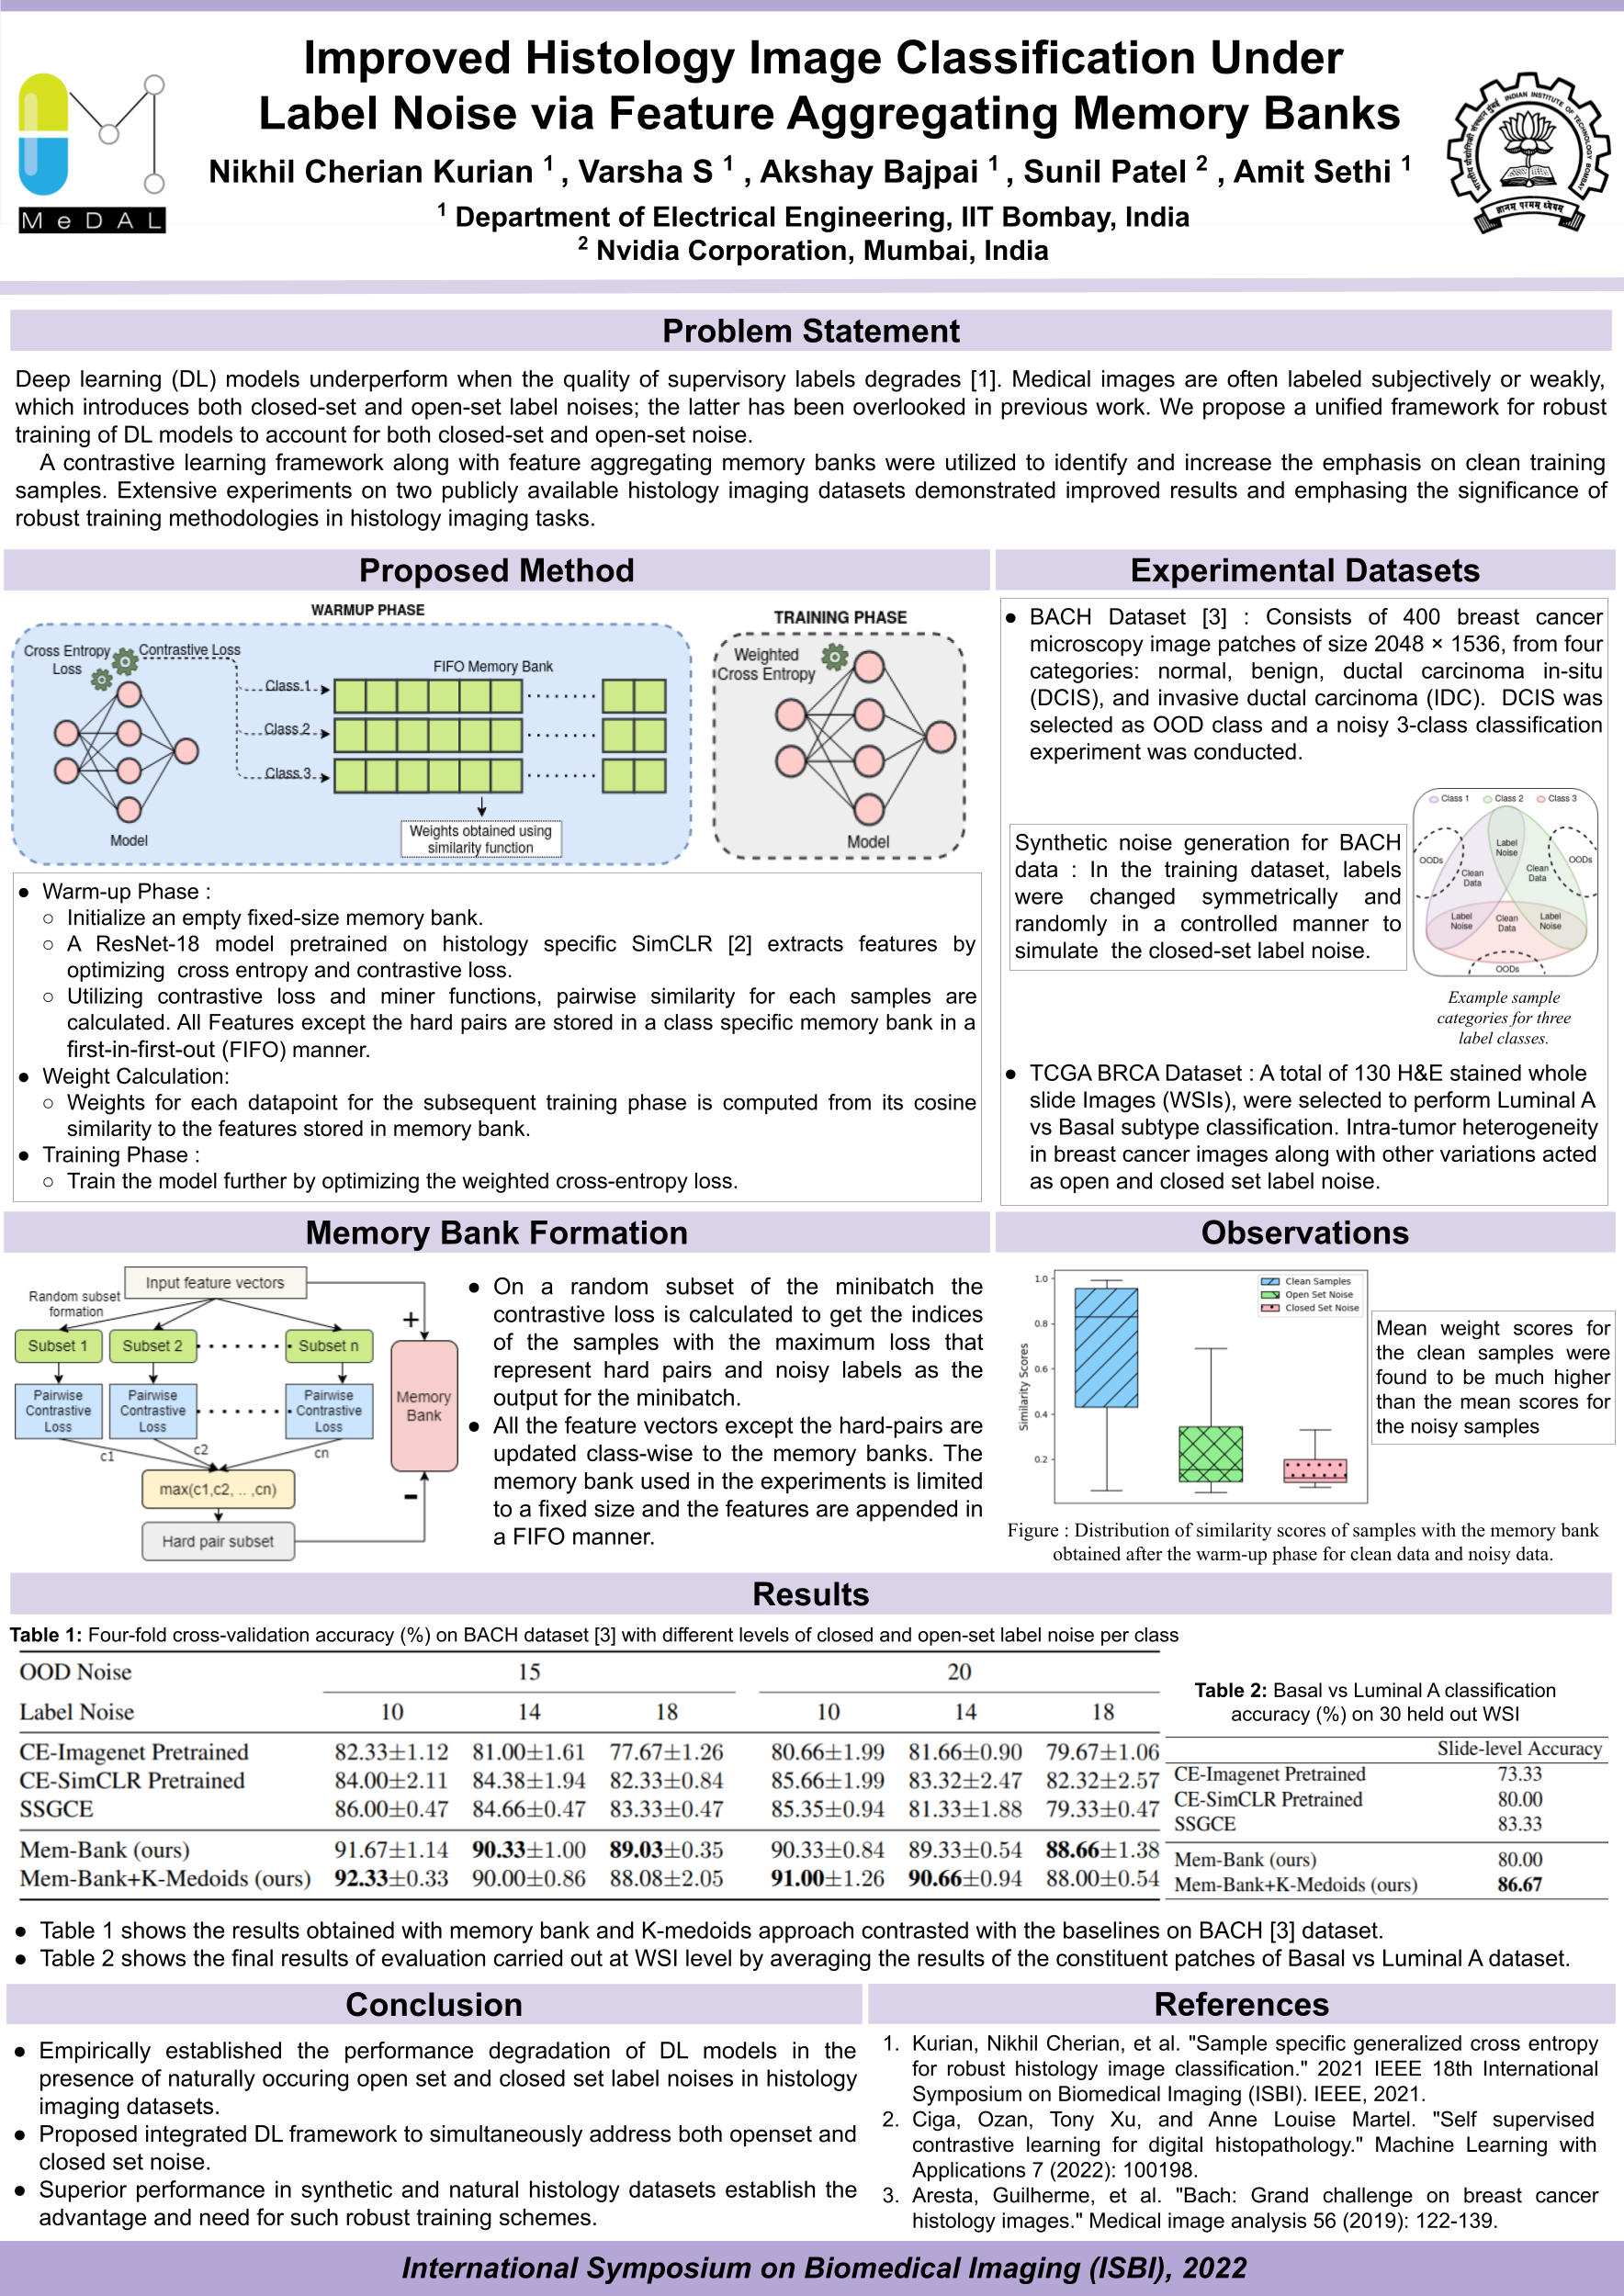 Improved Histology Image Classification Under
Label Noise via Feature Aggregating Memory Banks
Nikhil Cherian Kurian 1 , Varsha S 1 , Akshay Bajpai 1 , Sunil Patel 2 , Amit Sethi 1
1 Department of Electrical Engineering, IIT Bombay, India
2 Nvidia Corporation, Mumbai, India
MeDAL
INDIAN INSTITUTE OF TECHNOLOGY BOMBAY
ज्ञानम् परमम् ध्येयम्
Problem Statement
Deep learning (DL) models underperform when the quality of supervisory labels degrades [1]. Medical images are often labeled subjectively or weakly,
which introduces both closed-set and open-set label noises; the latter has been overlooked in previous work. We propose a unified framework for robust
training of DL models to account for both closed-set and open-set noise.
A contrastive learning framework along with feature aggregating memory banks were utilized to identify and increase the emphasis on clean training
samples. Extensive experiments on two publicly available histology imaging datasets demonstrated improved results and emphasing the significance of
robust training methodologies in histology imaging tasks.
Proposed Method
WARMUP PHASE
Cross Entropy
Loss
Contrastive Loss
FIFO Memory Bank
Class 1
Class 2
Class 3
Model
Weights obtained using
similarity function
TRAINING PHASE
Weighted
Cross Entropy
Model
● Warm-up Phase :
○ Initialize an empty fixed-size memory bank.
○ A ResNet-18 model pretrained on histology specific SimCLR [2] extracts features by
optimizing cross entropy and contrastive loss.
○ Utilizing contrastive loss and miner functions, pairwise similarity for each samples are
calculated. All Features except the hard pairs are stored in a class specific memory bank in a
first-in-first-out (FIFO) manner.
● Weight Calculation:
○ Weights for each datapoint for the subsequent training phase is computed from its cosine
similarity to the features stored in memory bank.
● Training Phase :
○ Train the model further by optimizing the weighted cross-entropy loss.
Experimental Datasets
● BACH Dataset [3] : Consists of 400 breast cancer
microscopy image patches of size 2048 × 1536, from four
categories: normal, benign, ductal carcinoma in-situ
(DCIS), and invasive ductal carcinoma (IDC). DCIS was
selected as OOD class and a noisy 3-class classification
experiment was conducted.
Synthetic noise generation for BACH
data : In the training dataset, labels
were changed symmetrically and
randomly in a controlled manner to
simulate the closed-set label noise.
Class 1 Class 2 Class 3
Label
Noise
OODs
OODs
Clean
Data
Clean
Data
Label
Noise
Clean
Data
Label
Noise
OODs
Example sample
categories for three
label classes.
● TCGA BRCA Dataset : A total of 130 H&E stained whole
slide Images (WSIs), were selected to perform Luminal A
vs Basal subtype classification. Intra-tumor heterogeneity
in breast cancer images along with other variations acted
as open and closed set label noise.
Memory Bank Formation
Input feature vectors
Random subset
formation
Subset 1
Subset 2
Subset n
Pairwise
Contrastive
Loss
Pairwise
Contrastive
Loss
Pairwise
Contrastive
Loss
c1
c2
cn
max(c1,c2, .. ,cn)
Hard pair subset
+
Memory
Bank
-
● On a random subset of the minibatch the
contrastive loss is calculated to get the indices
of the samples with the maximum loss that
represent hard pairs and noisy labels as the
output for the minibatch.
● All the feature vectors except the hard-pairs are
updated class-wise to the memory banks. The
memory bank used in the experiments is limited
to a fixed size and the features are appended in
a FIFO manner.
Observations
Similarity Scores
1.0
0.8
0.6
0.4
0.2
Clean Samples
Open Set Noise
Closed Set Noise
Mean weight scores for
the clean samples were
found to be much higher
than the mean scores for
the noisy samples
Figure : Distribution of similarity scores of samples with the memory bank
obtained after the warm-up phase for clean data and noisy data.
Results
Table 1: Four-fold cross-validation accuracy (%) on BACH dataset [3] with different levels of closed and open-set label noise per class
OOD Noise 15 20
Label Noise 10 14 18 10 14 18
CE-Imagenet Pretrained 82.33±1.12 81.00±1.61 77.67±1.26 80.66±1.99 81.66±0.90 79.67±1.06
CE-SimCLR Pretrained 84.00±2.11 84.38±1.94 82.33±0.84 85.66±1.99 83.32±2.47 82.32±2.57
SSGCE 86.00±0.47 84.66±0.47 83.33±0.47 85.35±0.94 81.33±1.88 79.33±0.47
Mem-Bank (ours) 91.67±1.14 90.33±1.00 89.03±0.35 90.33±0.84 89.33±0.54 88.66±1.38
Mem-Bank+K-Medoids (ours) 92.33±0.33 90.00±0.86 88.08±2.05 91.00±1.26 90.66±0.94 88.00±0.54
Table 2: Basal vs Luminal A classification
accuracy (%) on 30 held out WSI
Slide-level Accuracy
CE-Imagenet Pretrained 73.33
CE-SimCLR Pretrained 80.00
SSGCE 83.33
Mem-Bank (ours) 80.00
Mem-Bank+K-Medoids (ours) 86.67
● Table 1 shows the results obtained with memory bank and K-medoids approach contrasted with the baselines on BACH [3] dataset.
● Table 2 shows the final results of evaluation carried out at WSI level by averaging the results of the constituent patches of Basal vs Luminal A dataset.
Conclusion
● Empirically established the performance degradation of DL models in the
presence of naturally occuring open set and closed set label noises in histology
imaging datasets.
● Proposed integrated DL framework to simultaneously address both openset and
closed set noise.
● Superior performance in synthetic and natural histology datasets establish the
advantage and need for such robust training schemes.
References
1. Kurian, Nikhil Cherian, et al. "Sample specific generalized cross entropy
for robust histology image classification." 2021 IEEE 18th International
Symposium on Biomedical Imaging (ISBI). IEEE, 2021.
2. Ciga, Ozan, Tony Xu, and Anne Louise Martel. "Self supervised
contrastive learning for digital histopathology." Machine Learning with
Applications 7 (2022): 100198.
3. Aresta, Guilherme, et al. "Bach: Grand challenge on breast cancer
histology images." Medical image analysis 56 (2019): 122-139.
International Symposium on Biomedical Imaging (ISBI), 2022